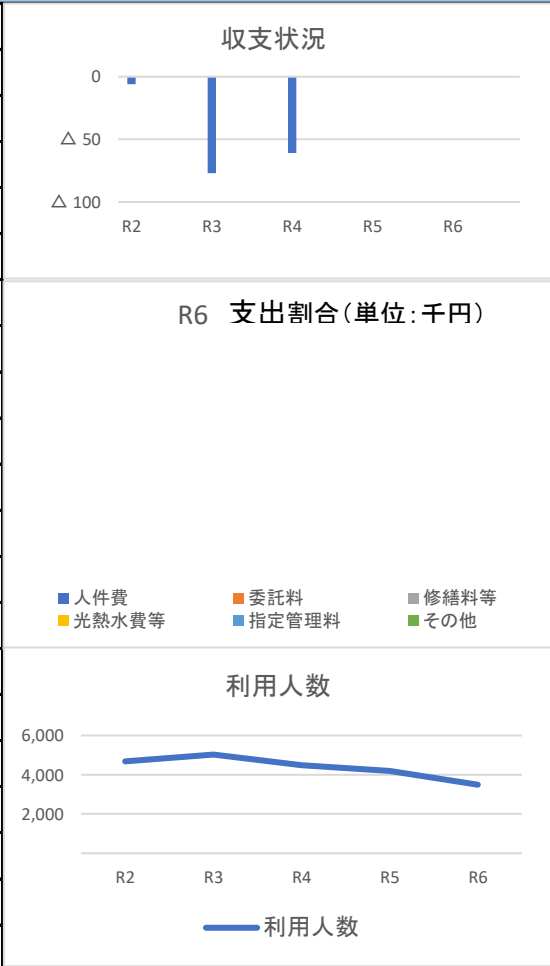 収支状況
0
△ 50
△ 100
R2 R3 R4 R5 R6
R6 支出割合(単位:千円)
人件費 委託料 修繕料等
光熱水費等 指定管理料 その他
利用人数
6,000
4,000
2,000
R2 R3 R4 R5 R6
利用人数